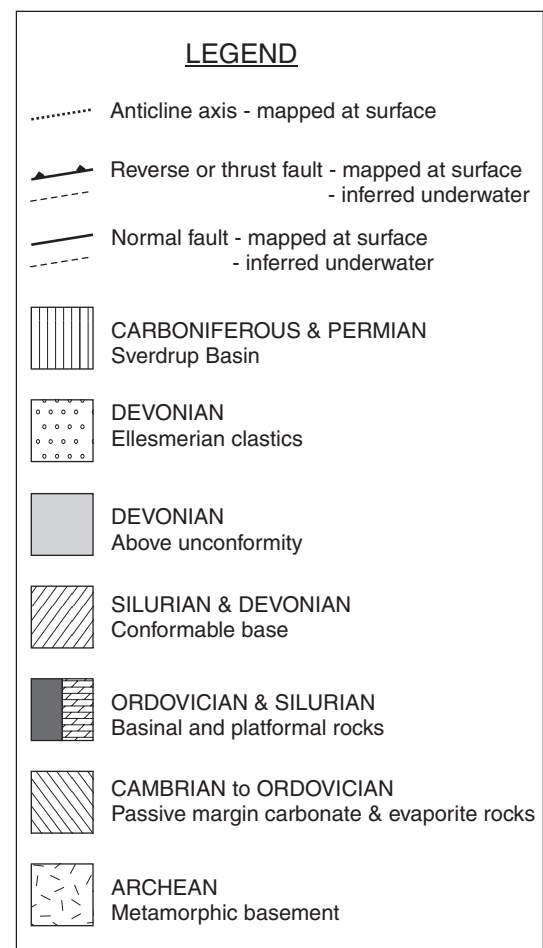 LEGEND
Anticline axis - mapped at surface
Reverse or thrust fault - mapped at surface
- inferred underwater
Normal fault - mapped at surface
- inferred underwater
CARBONIFEROUS & PERMIAN
Sverdrup Basin
DEVONIAN
Ellesmerian clastics
DEVONIAN
Above unconformity
SILURIAN & DEVONIAN
Conformable base
ORDOVICIAN & SILURIAN
Basinal and platformal rocks
CAMBRIAN to ORDOVICIAN
Passive margin carbonate & evaporite rocks
ARCHEAN
Metamorphic basement